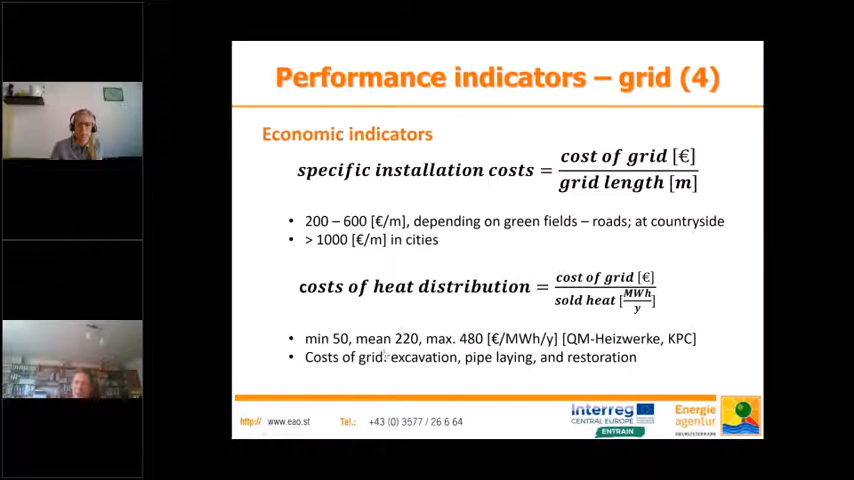 Performance indicators – grid (4)
Economic indicators
specific installation costs = cost of grid [€] / grid length [m]
• 200 – 600 [€/m], depending on green fields – roads; at countryside
• > 1000 [€/m] in cities
costs of heat distribution = cost of grid [€] / sold heat [MWh/y]
• min 50, mean 220, max. 480 [€/MWh/y] [QM-Heizwerke, KPC]
• Costs of grid: excavation, pipe laying, and restoration
http:// www.eao.st Tel.: +43 (0) 3577 / 26 6 64
Interreg
CENTRAL EUROPE
ENTRAIN
Energie
agentur
OBERSTEIERMARK